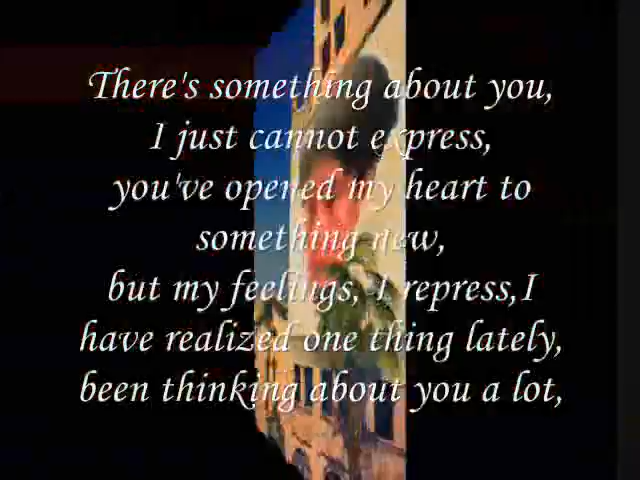 There's something about you,
I just cannot express,
you've opened my heart to
something new,
but my feelings, I repress,I
have realized one thing lately,
been thinking about you a lot,